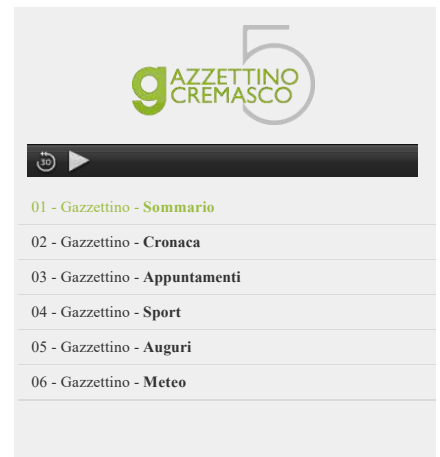 5
GAZZETTINO
CREMASCO
30
01 - Gazzettino - Sommario
02 - Gazzettino - Cronaca
03 - Gazzettino - Appuntamenti
04 - Gazzettino - Sport
05 - Gazzettino - Auguri
06 - Gazzettino - Meteo